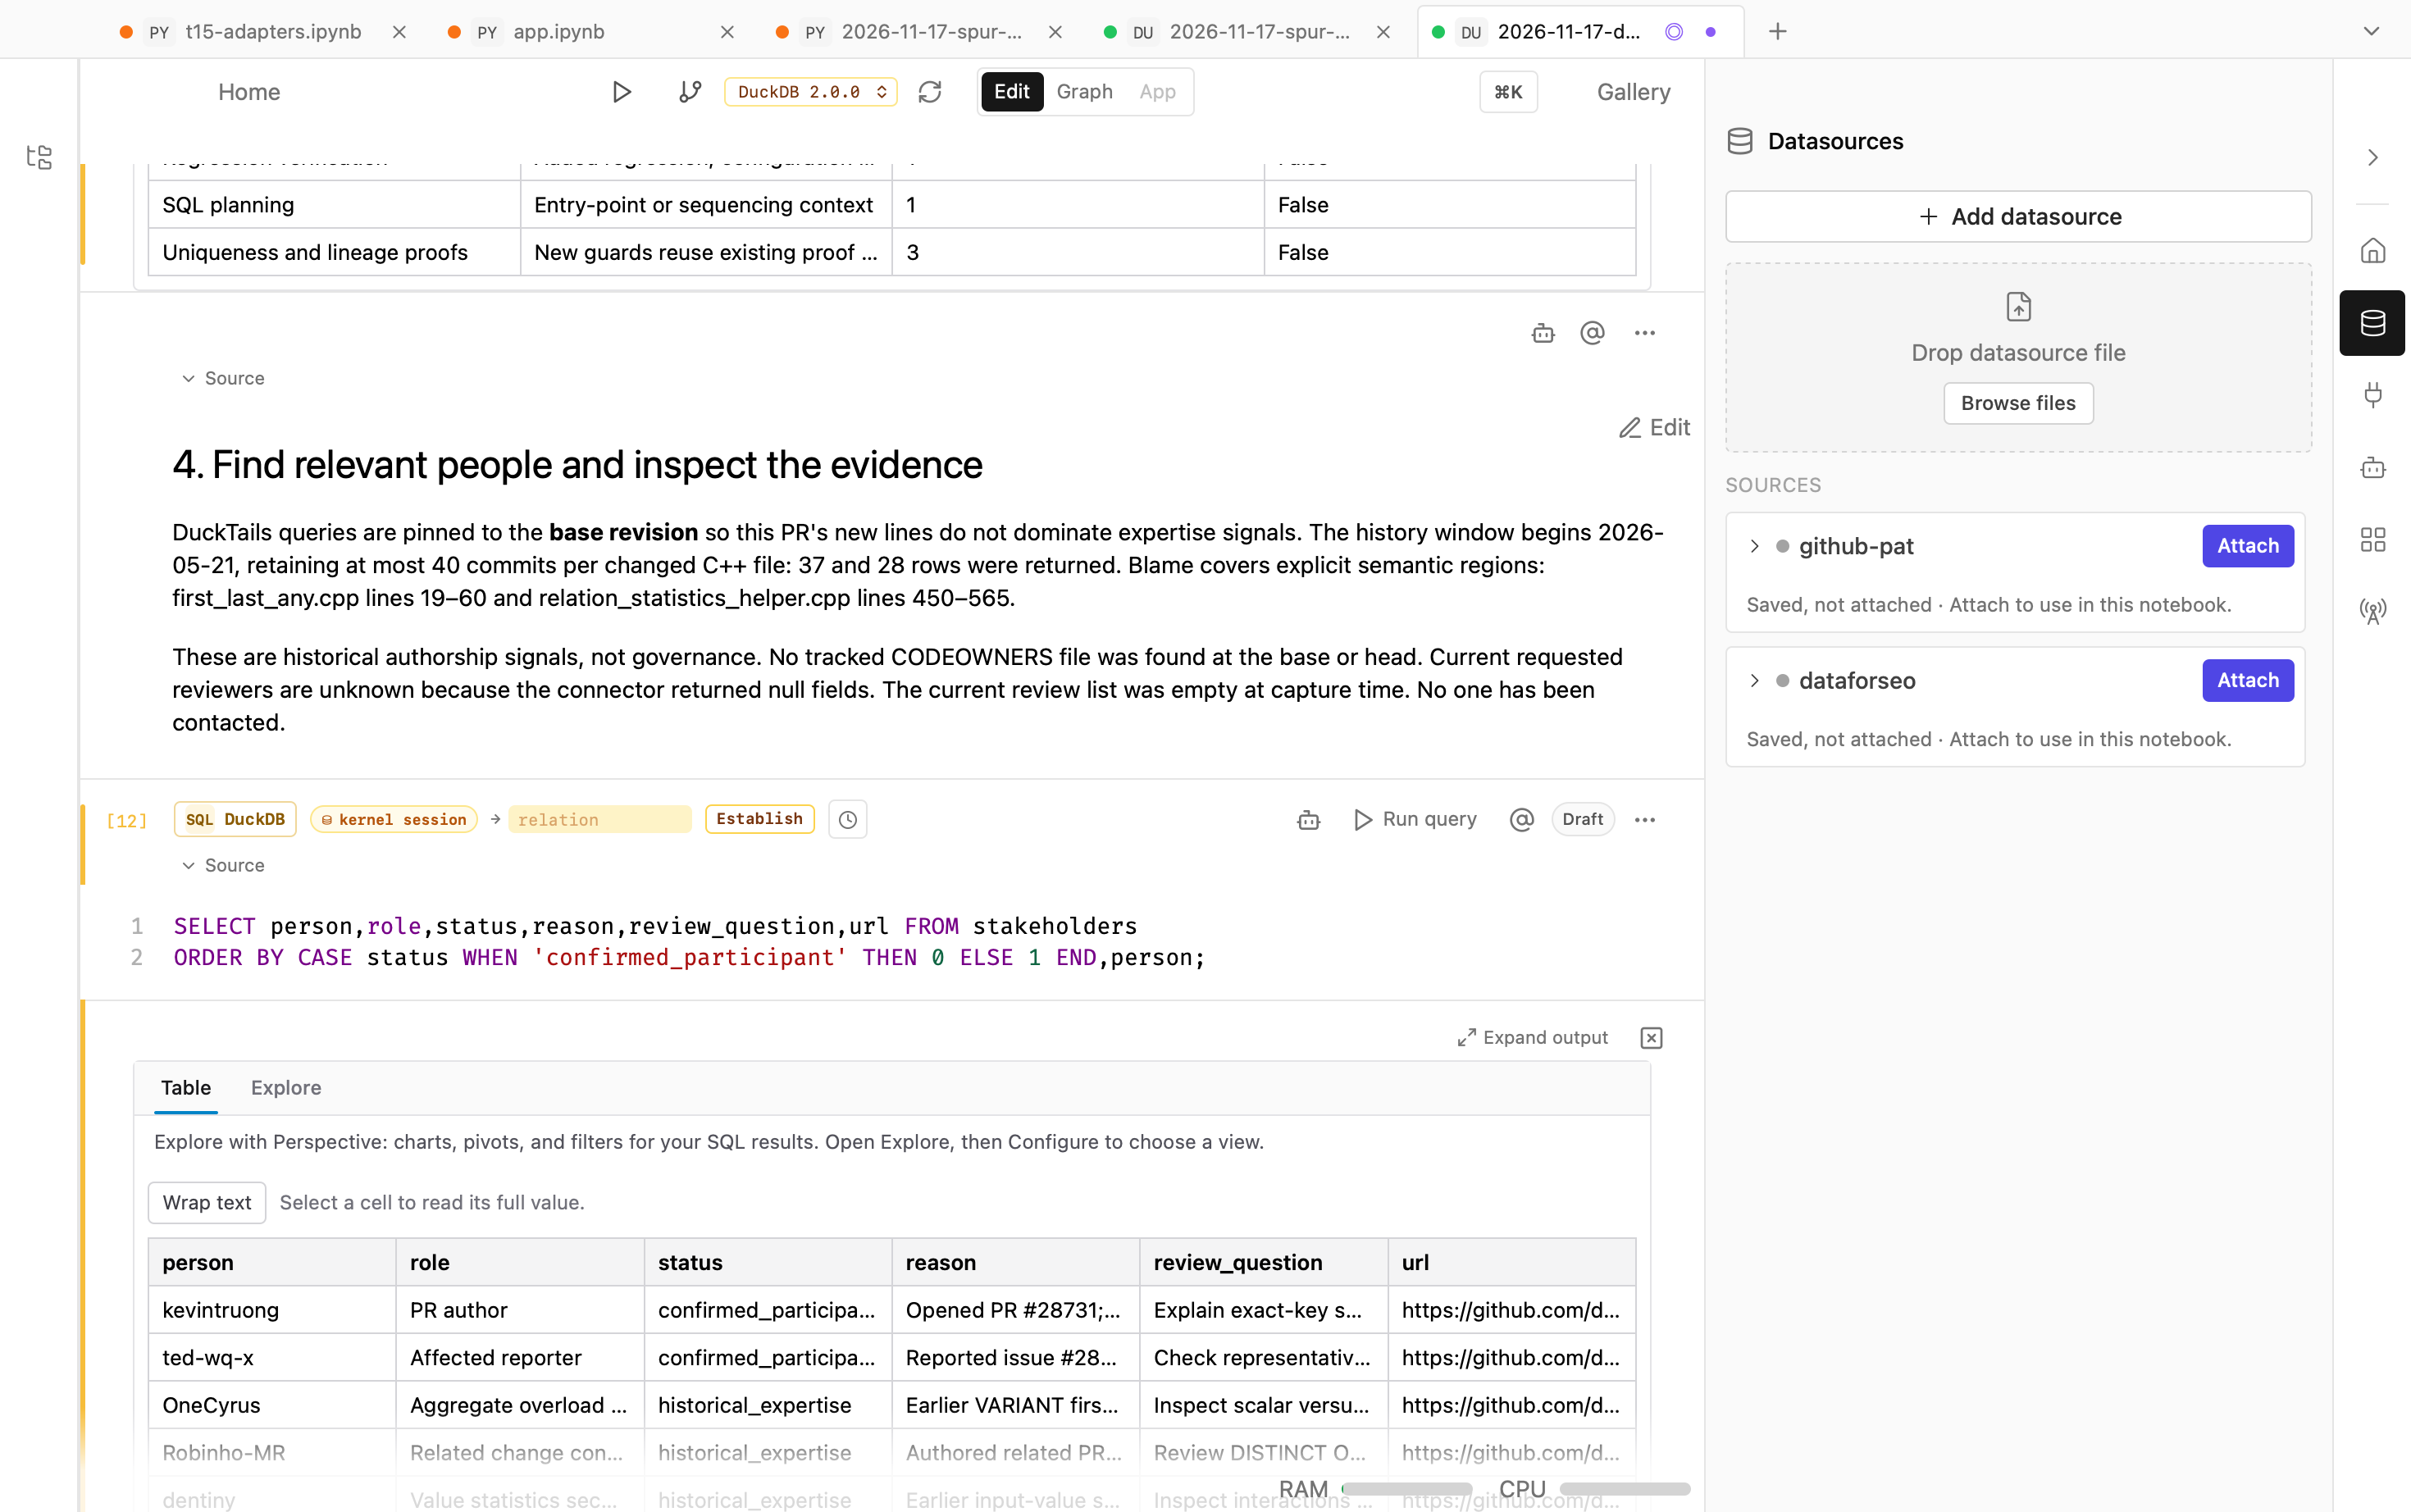 PY t15-adapters.ipynb
PY app.ipynb
PY 2026-11-17-spur-...
DU 2026-11-17-spur-...
DU 2026-11-17-d...
Home
DuckDB 2.0.0
Edit Graph App
⌘K
Gallery
SQL planning Entry-point or sequencing context 1 False
Uniqueness and lineage proofs New guards reuse existing proof ... 3 False
Source
Edit
4. Find relevant people and inspect the evidence
DuckTails queries are pinned to the base revision so this PR's new lines do not dominate expertise signals. The history window begins 2026-
05-21, retaining at most 40 commits per changed C++ file: 37 and 28 rows were returned. Blame covers explicit semantic regions:
first_last_any.cpp lines 19–60 and relation_statistics_helper.cpp lines 450–565.
These are historical authorship signals, not governance. No tracked CODEOWNERS file was found at the base or head. Current requested
reviewers are unknown because the connector returned null fields. The current review list was empty at capture time. No one has been
contacted.
[12] SQL DuckDB kernel session → relation Establish Run query Draft
Source
1 SELECT person,role,status,reason,review_question,url FROM stakeholders
2 ORDER BY CASE status WHEN 'confirmed_participant' THEN 0 ELSE 1 END,person;
Expand output
Table Explore
Explore with Perspective: charts, pivots, and filters for your SQL results. Open Explore, then Configure to choose a view.
Wrap text Select a cell to read its full value.
person role status reason review_question url
kevintruong PR author confirmed_participa... Opened PR #28731;... Explain exact-key s... https://github.com/d...
ted-wq-x Affected reporter confirmed_participa... Reported issue #28... Check representativ... https://github.com/d...
OneCyrus Aggregate overload ... historical_expertise Earlier VARIANT firs... Inspect scalar versu... https://github.com/d...
Robinho-MR Related change con... historical_expertise Authored related PR... Review DISTINCT O... https://github.com/d...
dentiny Value statistics sec... historical_expertise Earlier input-value s... Inspect interactions ... https://github.com/d...
RAM CPU
Datasources
+ Add datasource
Drop datasource file
Browse files
SOURCES
github-pat Attach
Saved, not attached · Attach to use in this notebook.
dataforseo Attach
Saved, not attached · Attach to use in this notebook.